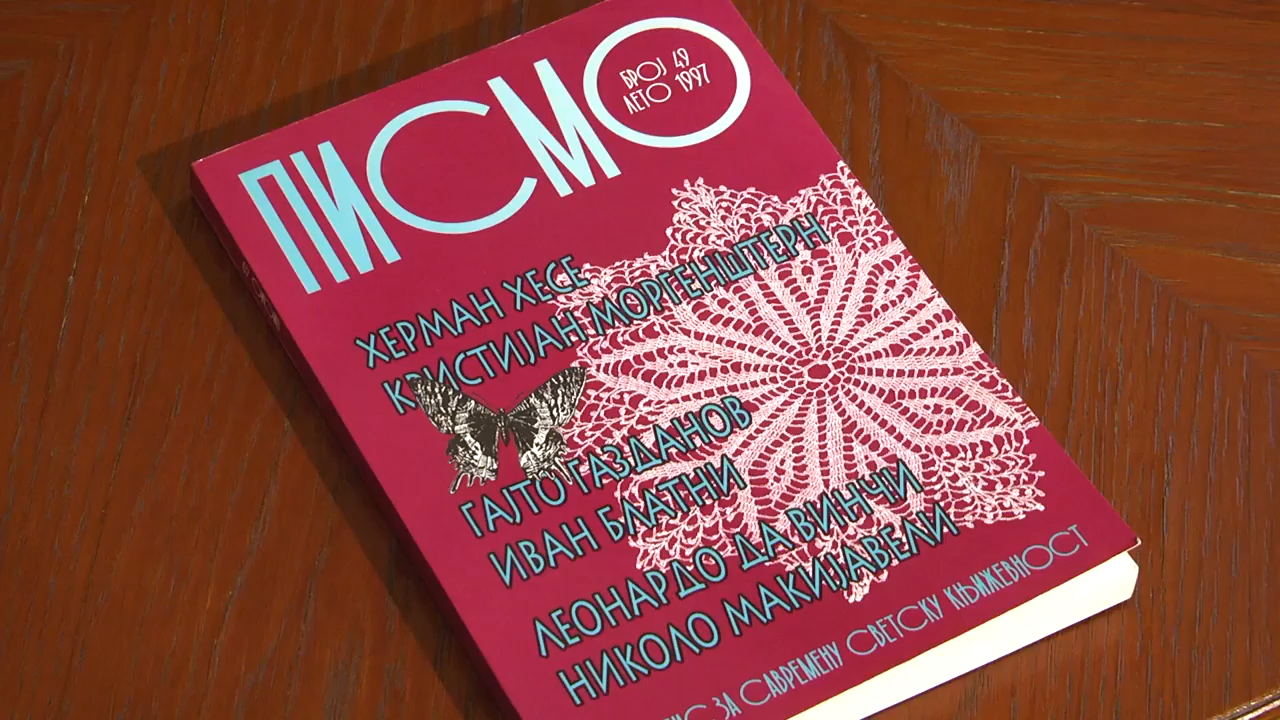 ПИСМО
БРОЈ 49
ЛЕТО 1997
ХЕРМАН ХЕСЕ
КРИСТИЈАН МОРГЕНШТЕРН
ГАЈТО ГАЗДАНОВ
ИВАН БЛАТНИ
ЛЕОНАРДО ДА ВИНЧИ
НИКОЛО МАКИЈАВЕЛИ
ЗА САВРЕМЕНУ СВЕТСКУ КЊИЖЕВНОСТ